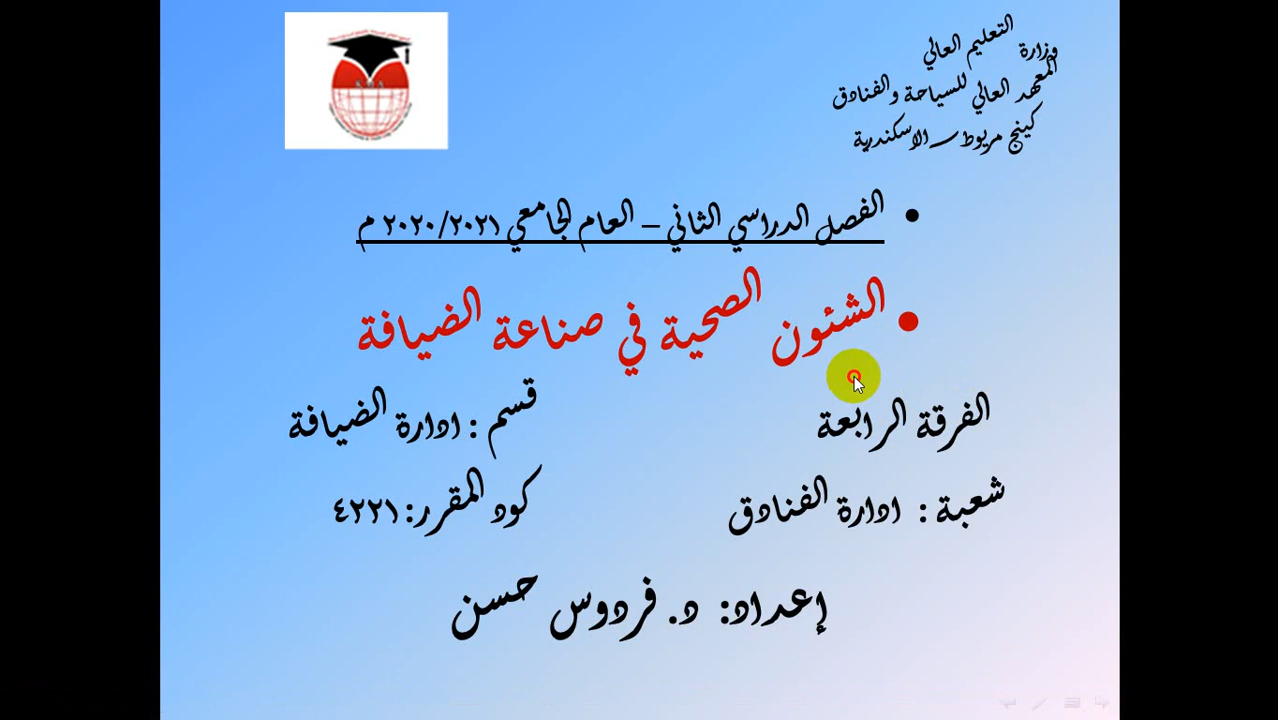 وزارة التعليم العالي
المعهد العالي للسياحة والفنادق
كينج مريوط – الاسكندرية
• الفصل الدراسي الثاني – العام الجامعي ٢٠٢٠/٢٠٢١ م
• الشئون الصحية في صناعة الضيافة
الفرقة الرابعة قسم : ادارة الضيافة
شعبة : ادارة الفنادق كود المقرر: ٤٢٢١
إعداد: د. فردوس حسن